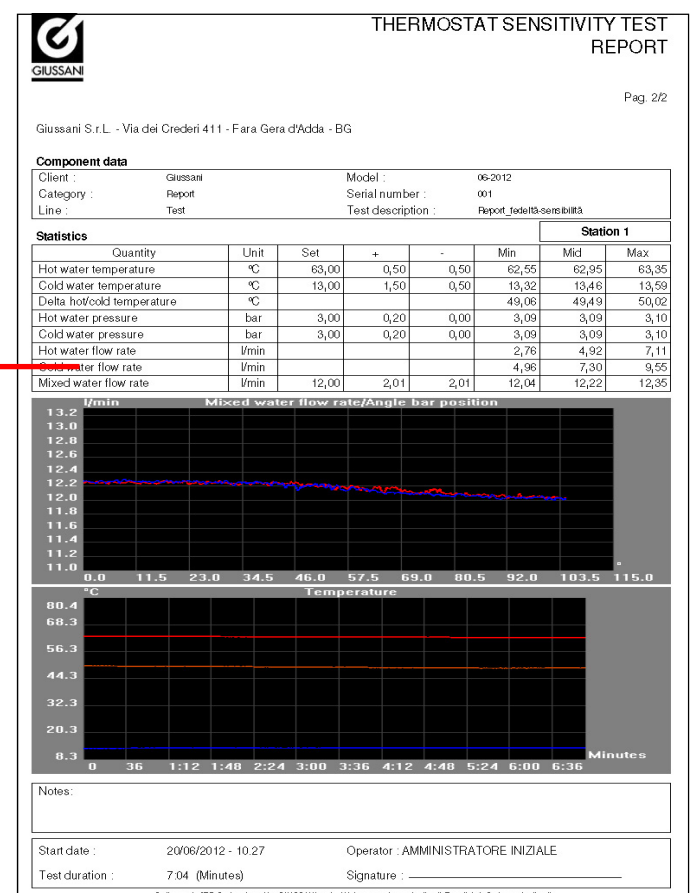 THERMOSTAT SENSITIVITY TEST
REPORT
GIUSSANI
Pag. 2/2
Giussani S.r.L. - Via dei Crederi 411 - Fara Gera d'Adda - BG
Component data
Client : Giussani Model : 06-2012
Category : Report Serial number : 001
Line : Test Test description : Report_fedeltà-sensibilità
Statistics Station 1
Quantity Unit Set + - Min Mid Max
Hot water temperature °C 63,00 0,50 0,50 62,55 62,95 63,35
Cold water temperature °C 13,00 1,50 0,50 13,32 13,46 13,59
Delta hot/cold temperature °C 49,06 49,49 50,02
Hot water pressure bar 3,00 0,20 0,00 3,09 3,09 3,10
Cold water pressure bar 3,00 0,20 0,00 3,09 3,09 3,10
Hot water flow rate l/min 2,76 4,92 7,11
Cold water flow rate l/min 4,96 7,30 9,55
Mixed water flow rate l/min 12,00 2,01 2,01 12,04 12,22 12,35
l/min Mixed water flow rate/Angle bar position
13.2
13.0
12.8
12.6
12.4
12.2
12.0
11.8
11.6
11.4
11.2
11.0 °
0.0 11.5 23.0 34.5 46.0 57.5 69.0 80.5 92.0 103.5 115.0
°C Temperature
80.4
68.3
56.3
44.3
32.3
20.3
8.3 Minutes
0 36 1:12 1:48 2:24 3:00 3:36 4:12 4:48 5:24 6:00 6:36
Notes:
Start date : 20/06/2012 - 10.27 Operator : AMMINISTRATORE INIZIALE
Test duration : 7:04 (Minutes) Signature :